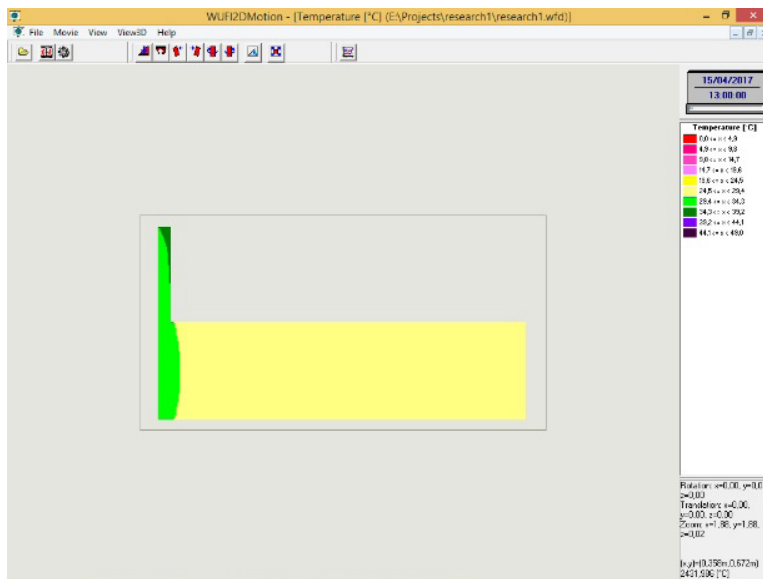 WUFI2DMotion - [Temperature [°C] (E:\Projects\research1\research1.wfd)]
File Movie View View3D Help
15/04/2017
13:00:00
Temperature [°C]
0,0 <= x < 4,9
4,9 <= x < 9,8
9,8 <= x < 14,7
14,7 <= x < 19,6
19,6 <= x < 24,5
24,5 <= x < 29,4
29,4 <= x < 34,3
34,3 <= x < 39,2
39,2 <= x < 44,1
44,1 <= x < 49,0
Rotation: x=0,00, y=0,0
z=0,00
Translation: x=0,00,
y=0,00, z=0,00
Zoom: x=1,88, y=1,88,
z=0,02
(x,y)=(0,358m,0,672m)
2431,986 [°C]